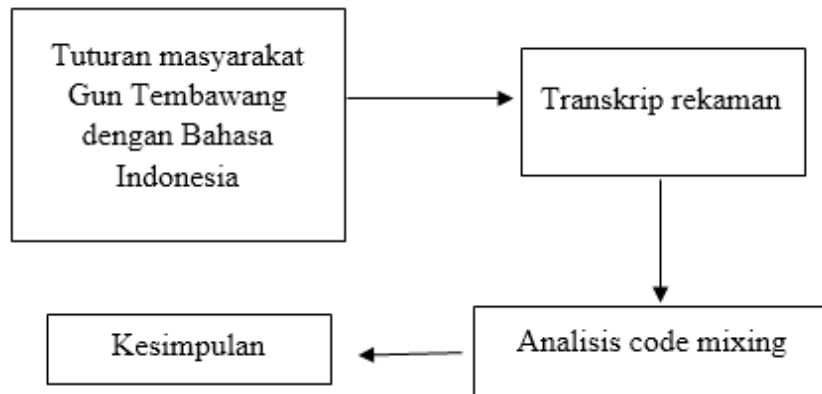 Tuturan masyarakat
Gun Tembawang
dengan Bahasa
Indonesia
Transkrip rekaman
Analisis code mixing
Kesimpulan